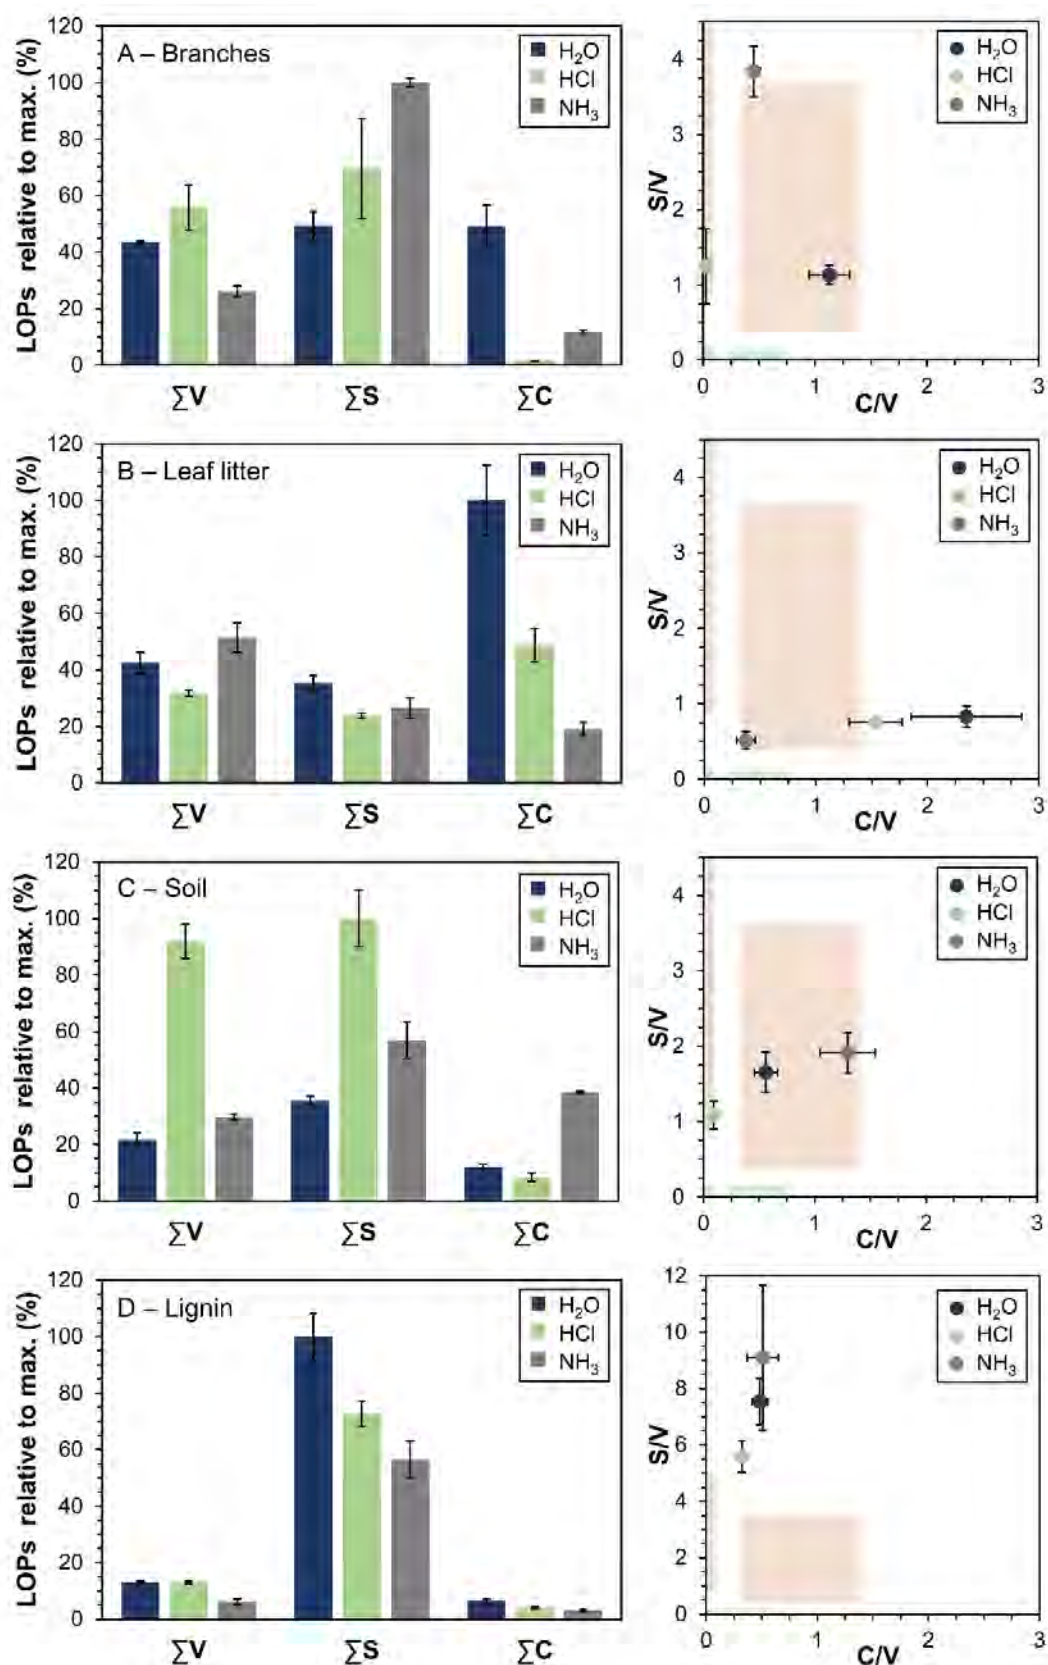 A – Branches
LOPs relative to max. (%)
120
100
80
60
40
20
0
H₂O
HCl
NH₃
∑V
∑S
∑C
S/V
4
3
2
1
0
H₂O
HCl
NH₃
0
1
2
3
C/V
B – Leaf litter
LOPs relative to max. (%)
120
100
80
60
40
20
0
H₂O
HCl
NH₃
∑V
∑S
∑C
S/V
4
3
2
1
0
H₂O
HCl
NH₃
0
1
2
3
C/V
C – Soil
LOPs relative to max. (%)
120
100
80
60
40
20
0
H₂O
HCl
NH₃
∑V
∑S
∑C
S/V
4
3
2
1
0
H₂O
HCl
NH₃
0
1
2
3
C/V
D – Lignin
LOPs relative to max. (%)
120
100
80
60
40
20
0
H₂O
HCl
NH₃
∑V
∑S
∑C
S/V
12
10
8
6
4
2
0
H₂O
HCl
NH₃
0
1
2
3
C/V